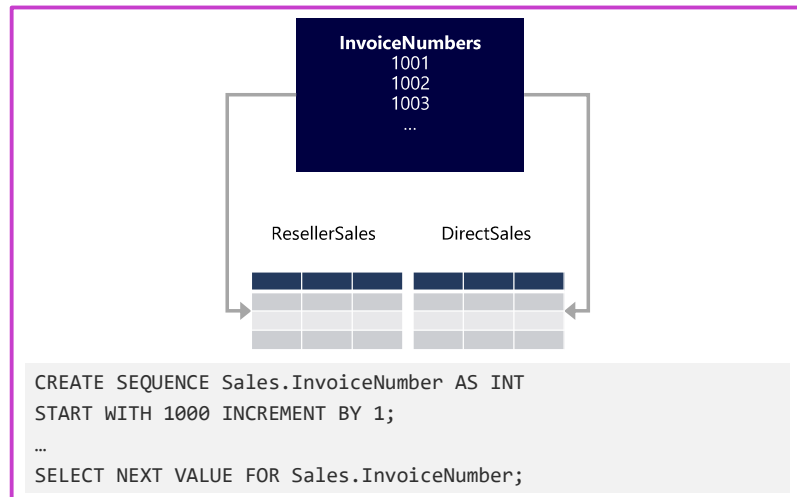 InvoiceNumbers
1001
1002
1003
...
ResellerSales
DirectSales
CREATE SEQUENCE Sales.InvoiceNumber AS INT
START WITH 1000 INCREMENT BY 1;
…
SELECT NEXT VALUE FOR Sales.InvoiceNumber;